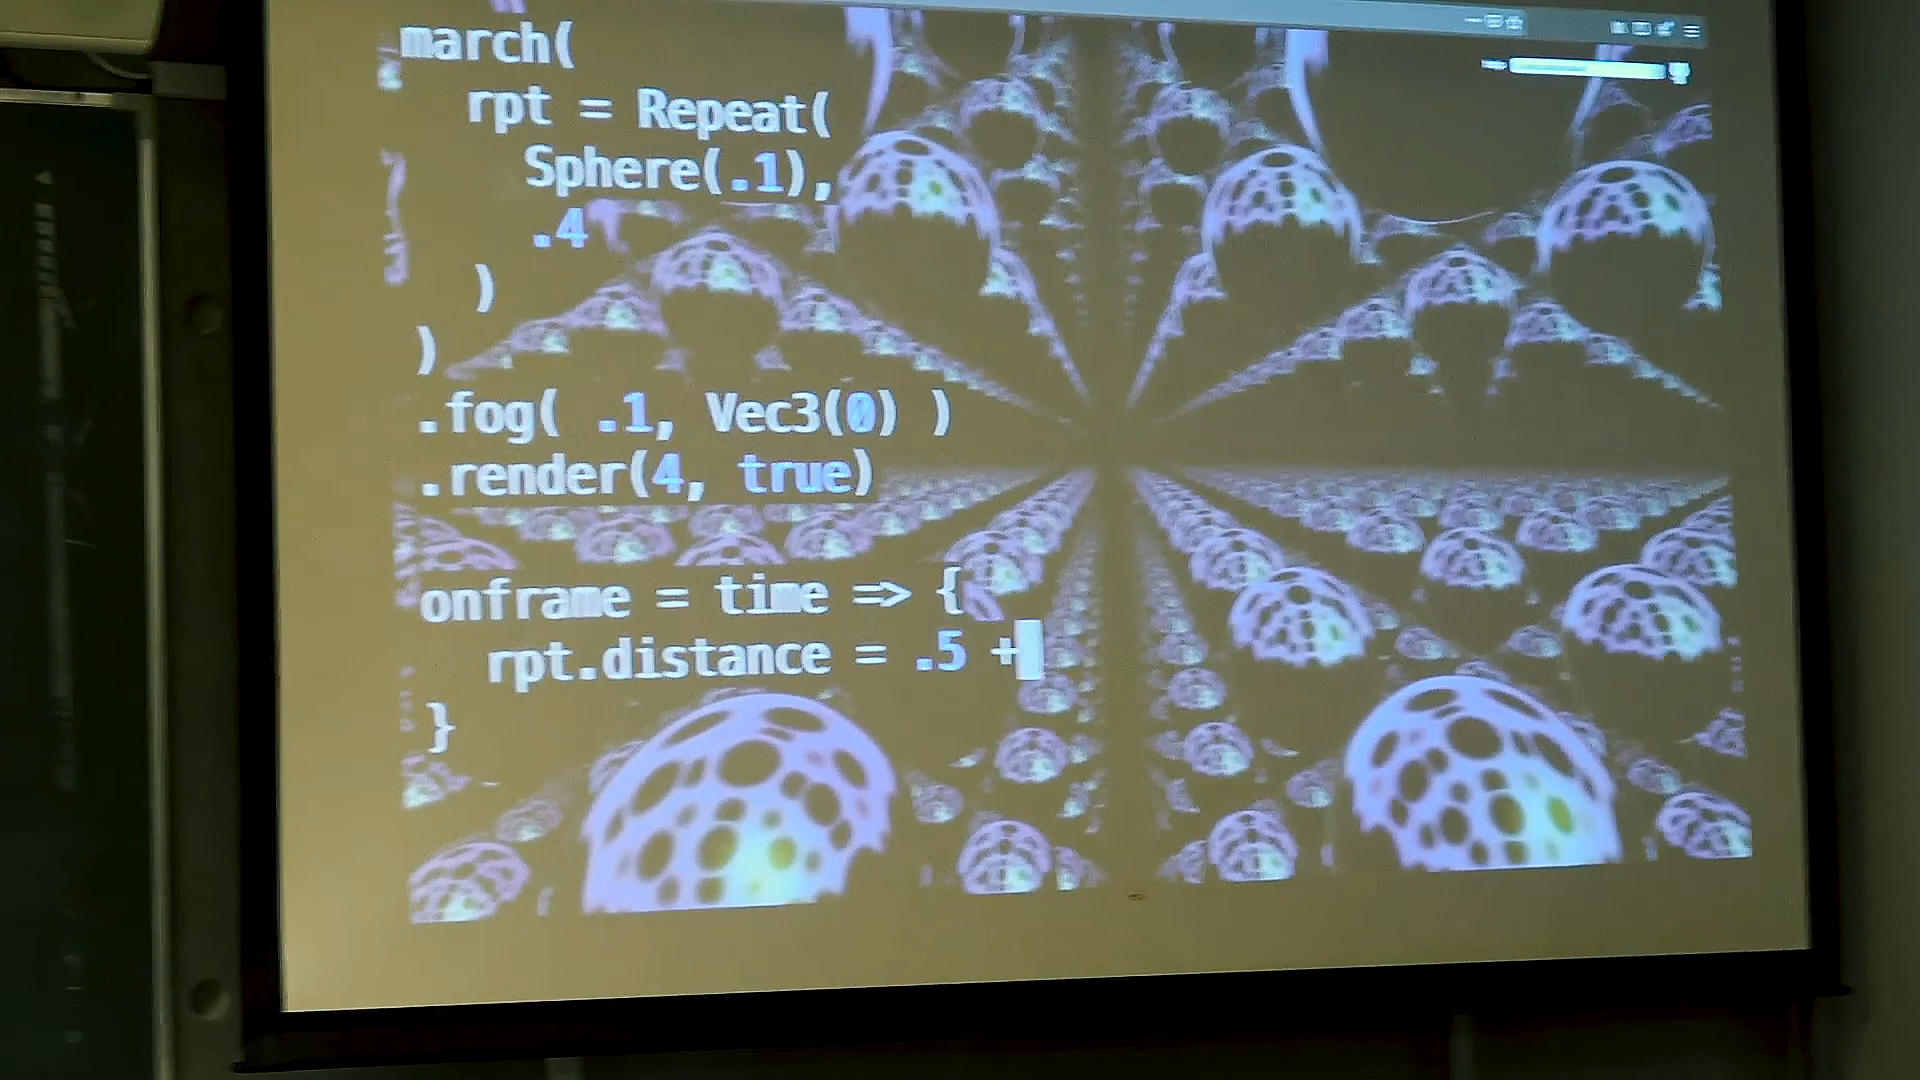 march(
rpt = Repeat(
Sphere(.1),
.4
)
)
.fog( .1, Vec3(0) )
.render(4, true)
onframe = time => {
rpt.distance = .5 +
}